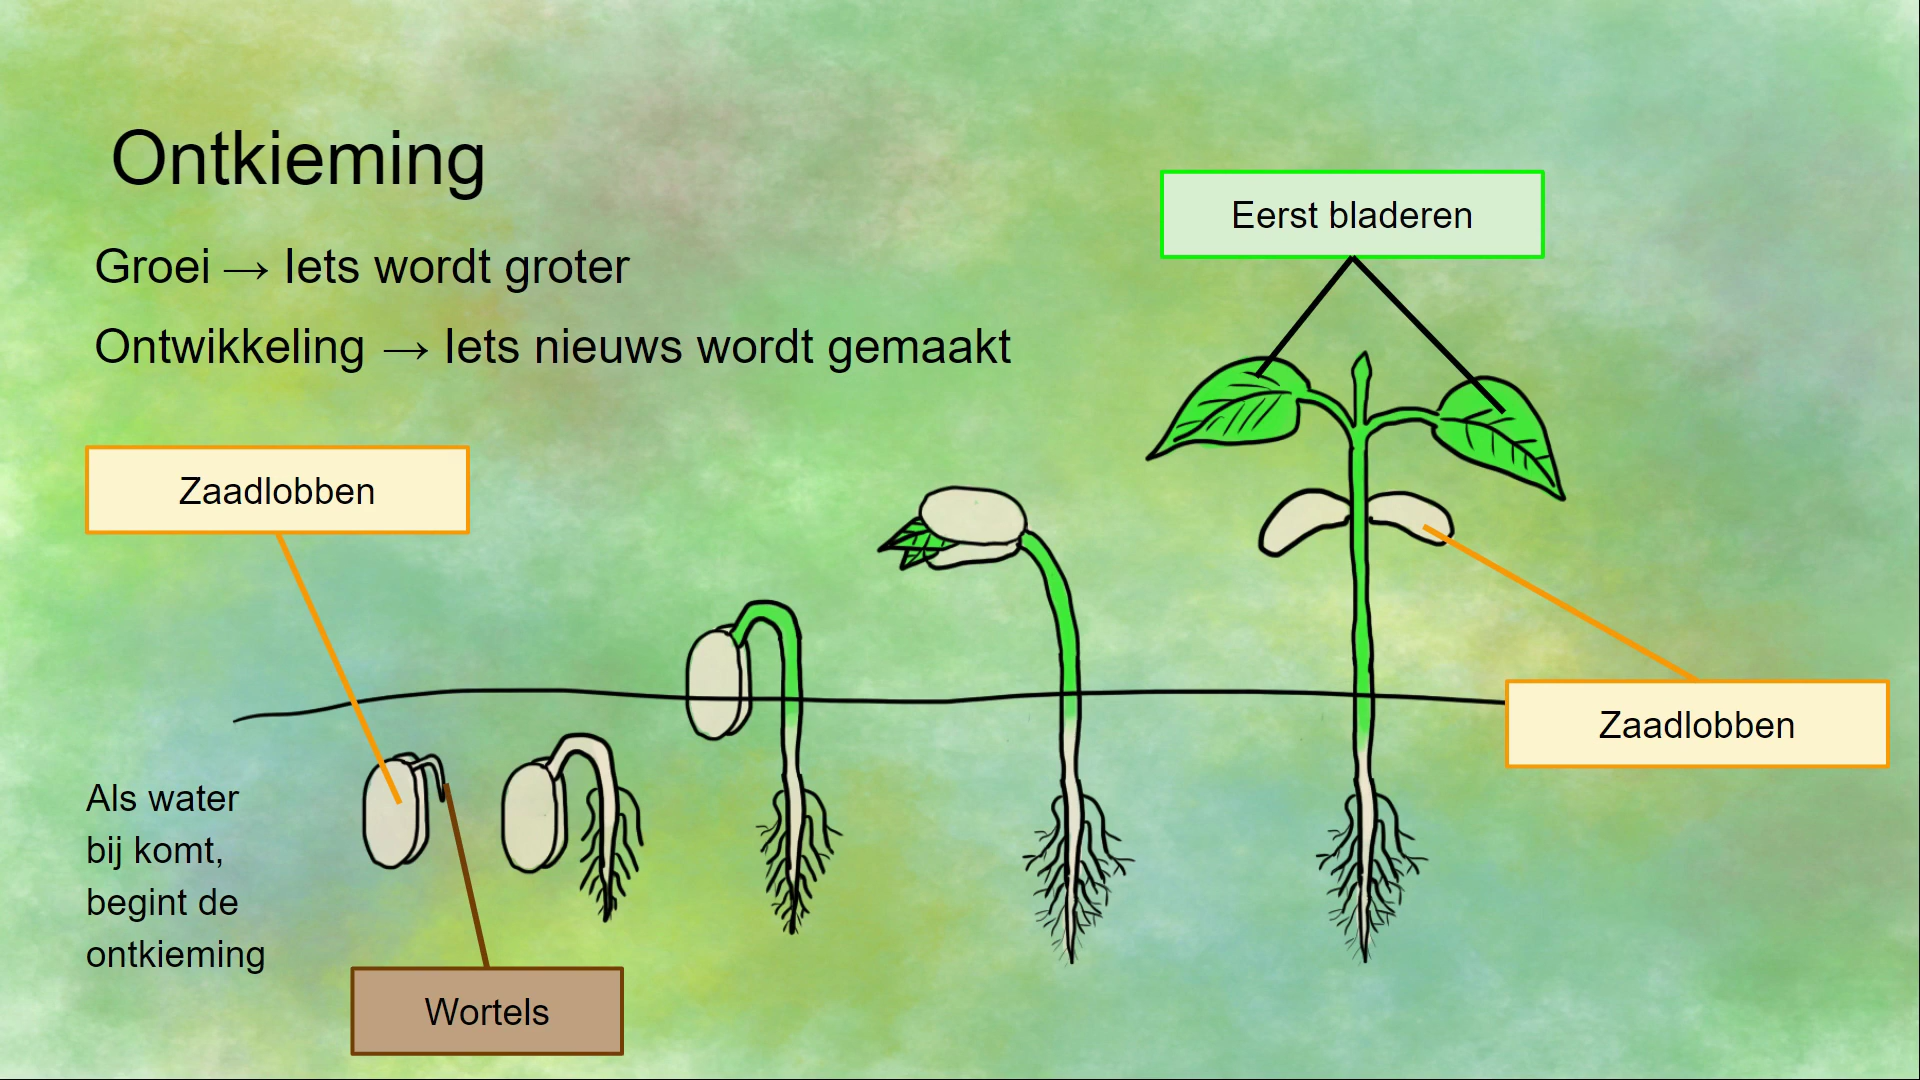 Ontkieming
Groei → Iets wordt groter
Ontwikkeling → Iets nieuws wordt gemaakt
Eerst bladeren
Zaadlobben
Zaadlobben
Als water
bij komt,
begint de
ontkieming
Wortels